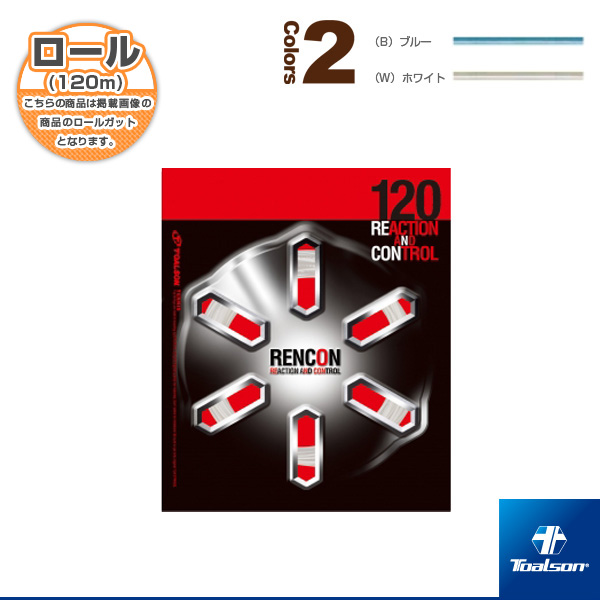 ロール
(120m)
こちらの商品は掲載画像の
商品のロールガット
となります。
Colors
2
(B) ブルー
(W) ホワイト
120
REACTION
AND
CONTROL
TOALSON
RENCON
REACTION AND CONTROL
Toalson